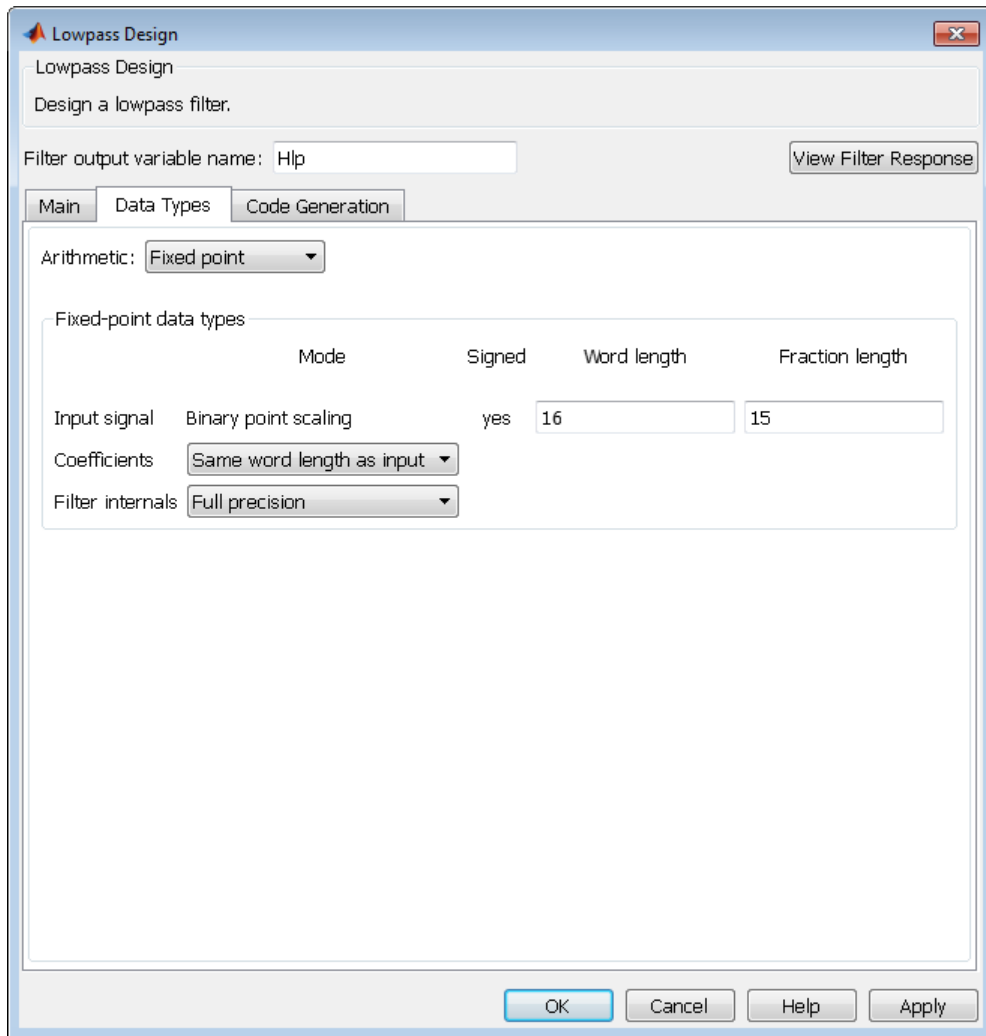 Lowpass Design
Lowpass Design
Design a lowpass filter.
Filter output variable name: Hlp View Filter Response
Main Data Types Code Generation
Arithmetic: Fixed point
Fixed-point data types
Mode Signed Word length Fraction length
Input signal Binary point scaling yes 16 15
Coefficients Same word length as input
Filter internals Full precision
OK Cancel Help Apply